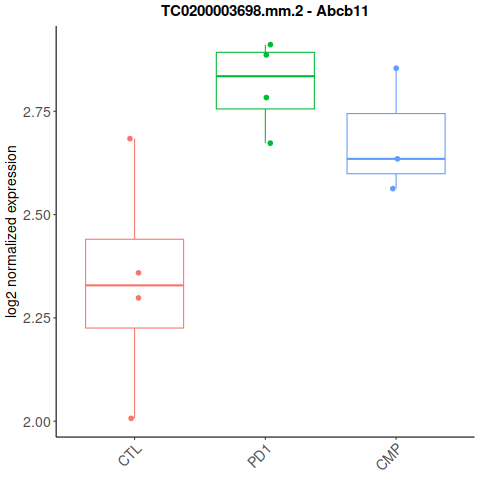 TC0200003698.mm.2 - Abcb11
log2 normalized expression
2.75
2.50
2.25
2.00
CTL
PD1
CMP